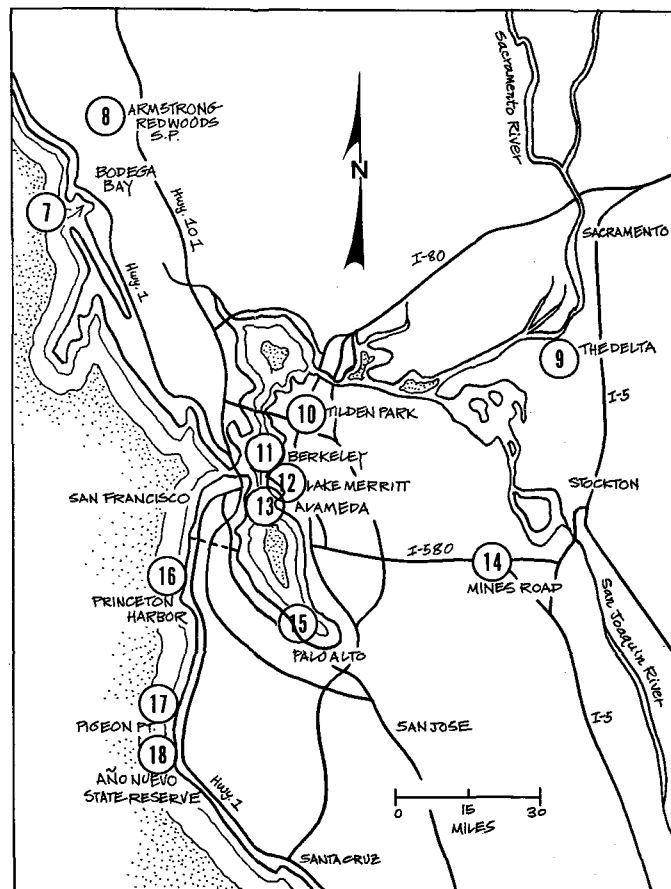 8
ARMSTRONG
REDWOODS
S.P.
Sacramento River
BODEGA
BAY
7
N
Hwy. 101
SACRAMENTO
I-80
Hwy. 1
9
THE DELTA
I-5
10
TILDEN PARK
11
BERKELEY
12
LAKE MERRITT
STOCKTON
SAN FRANCISCO
13
ALAMEDA
I-580
14
MINES ROAD
16
PRINCETON
HARBOR
15
PALO ALTO
San Joaquin River
17
PIGEON PT.
I-5
SAN JOSE
18
AÑO NUEVO
STATE RESERVE
Hwy. 1
0 15 30
MILES
SANTA CRUZ